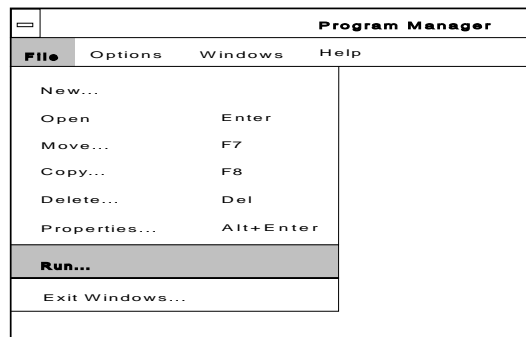 Program Manager
File Options Windows Help
New...
Open Enter
Move... F7
Copy... F8
Delete... Del
Properties... Alt+Enter
Run...
Exit Windows...